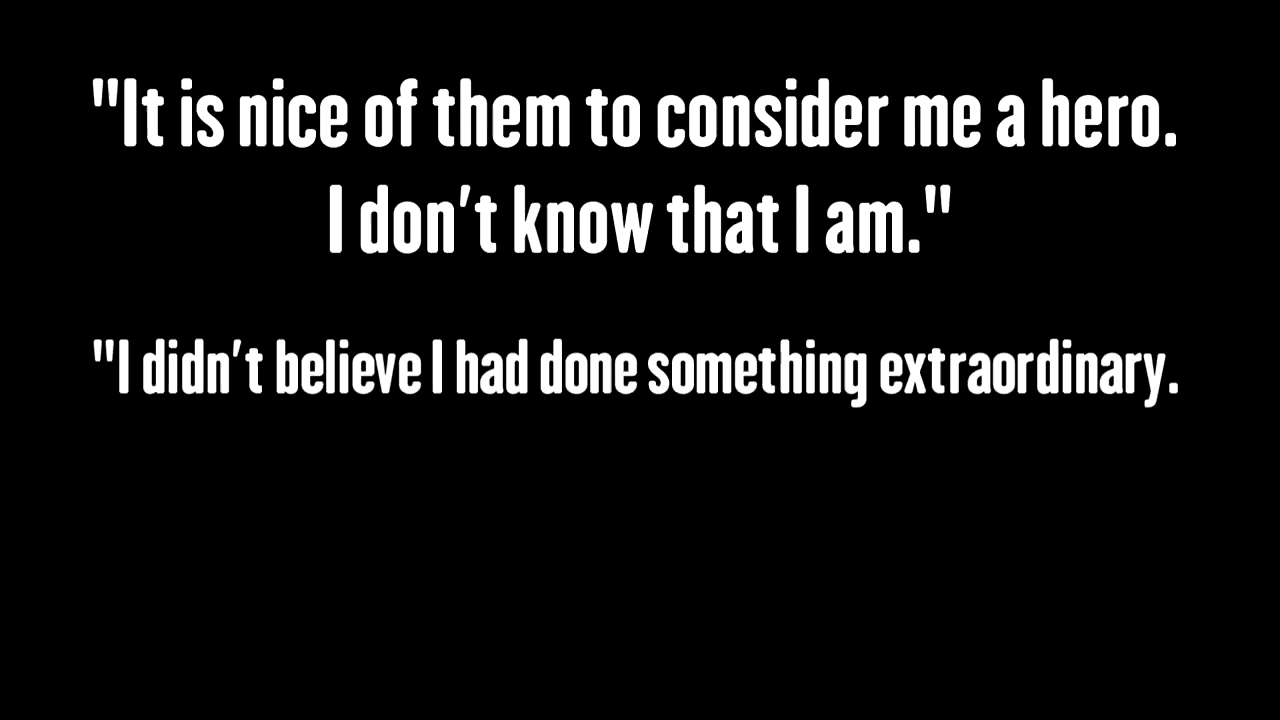 "It is nice of them to consider me a hero.
I don't know that I am."
"I didn't believe I had done something extraordinary.